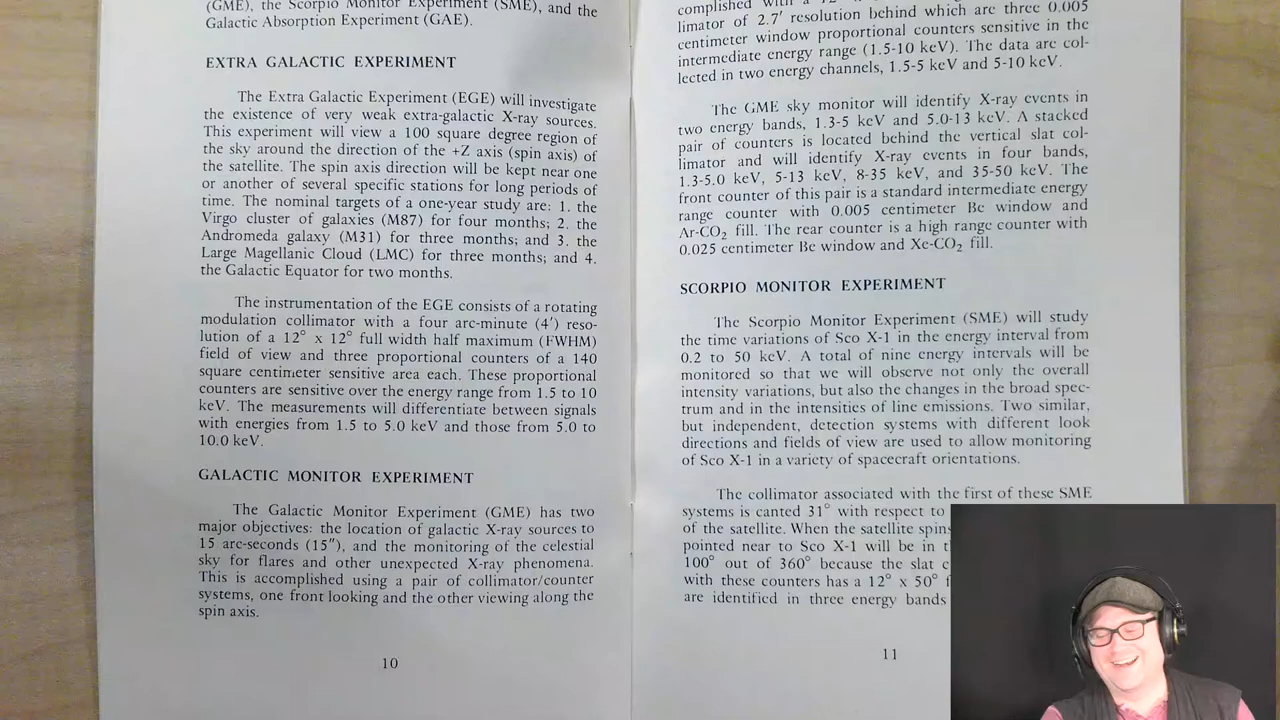 (GME), the Scorpio Monitor Experiment (SME), and the
Galactic Absorption Experiment (GAE).
EXTRA GALACTIC EXPERIMENT
The Extra Galactic Experiment (EGE) will investigate
the existence of very weak extra-galactic X-ray sources.
This experiment will view a 100 square degree region of
the sky around the direction of the +Z axis (spin axis) of
the satellite. The spin axis direction will be kept near one
or another of several specific stations for long periods of
time. The nominal targets of a one-year study are: 1. the
Virgo cluster of galaxies (M87) for four months; 2. the
Andromeda galaxy (M31) for three months; and 3. the
Large Magellanic Cloud (LMC) for three months; and 4.
the Galactic Equator for two months.
The instrumentation of the EGE consists of a rotating
modulation collimator with a four arc-minute (4′) reso-
lution of a 12° x 12° full width half maximum (FWHM)
field of view and three proportional counters of a 140
square centimeter sensitive area each. These proportional
counters are sensitive over the energy range from 1.5 to 10
keV. The measurements will differentiate between signals
with energies from 1.5 to 5.0 keV and those from 5.0 to
10.0 keV.
GALACTIC MONITOR EXPERIMENT
The Galactic Monitor Experiment (GME) has two
major objectives: the location of galactic X-ray sources to
15 arc-seconds (15″), and the monitoring of the celestial
sky for flares and other unexpected X-ray phenomena.
This is accomplished using a pair of collimator/counter
systems, one front looking and the other viewing along the
spin axis.
10
complished with a
limator of 2.7′ resolution behind which are three 0.005
centimeter window proportional counters sensitive in the
intermediate energy range (1.5-10 keV). The data are col-
lected in two energy channels, 1.5-5 keV and 5-10 keV.
The GME sky monitor will identify X-ray events in
two energy bands, 1.3-5 keV and 5.0-13 keV. A stacked
pair of counters is located behind the vertical slat col-
limator and will identify X-ray events in four bands,
1.3-5.0 keV, 5-13 keV, 8-35 keV, and 35-50 keV. The
front counter of this pair is a standard intermediate energy
range counter with 0.005 centimeter Be window and
Ar-CO₂ fill. The rear counter is a high range counter with
0.025 centimeter Be window and Xe-CO₂ fill.
SCORPIO MONITOR EXPERIMENT
The Scorpio Monitor Experiment (SME) will study
the time variations of Sco X-1 in the energy interval from
0.2 to 50 keV. A total of nine energy intervals will be
monitored so that we will observe not only the overall
intensity variations, but also the changes in the broad spec-
trum and in the intensities of line emissions. Two similar,
but independent, detection systems with different look
directions and fields of view are used to allow monitoring
of Sco X-1 in a variety of spacecraft orientations.
The collimator associated with the first of these SME
systems is canted 31° with respect to
of the satellite. When the satellite spins
pointed near to Sco X-1 will be in
100° out of 360° because the slat
with these counters has a 12° x 50°
are identified in three energy bands
11